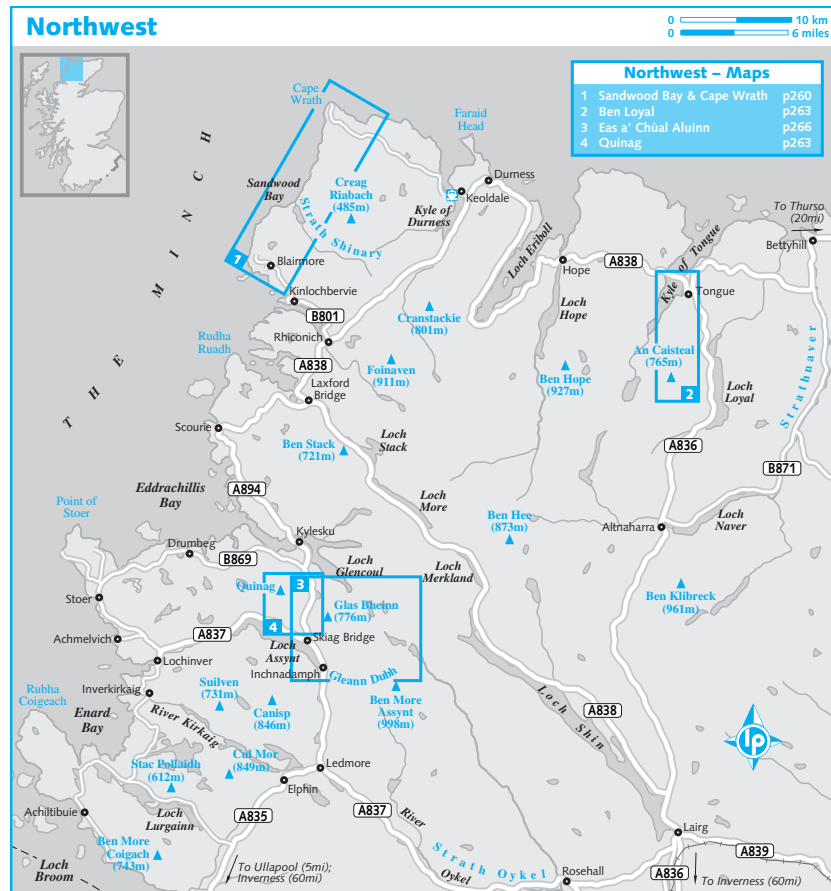 Northwest
0 10 km
0 6 miles
Northwest – Maps
1 Sandwood Bay & Cape Wrath p260
2 Ben Loyal p263
3 Eas a' Chùal Aluinn p266
4 Quinag p263
Cape
Wrath
Faraid
Head
THE MINCH
Sandwood
Bay
Creag
Riabach
(485m)
Strath Shinary
Durness
Keoldale
Kyle of
Durness
To Thurso
(20mi)
Bettyhill
Loch Eriboll
Hope
A838
Kyle of Tongue
Tongue
1
Blairmore
Kinlochbervie
B801
Loch
Hope
Cranstackie
(801m)
Rudha
Ruadh
Rhiconich
An Caisteal
(765m)
Strathnaver
A838
Foinaven
(911m)
Ben Hope
(927m)
2
Loch
Loyal
Laxford
Bridge
Scourie
Loch
Stack
Ben Stack
(721m)
A836
B871
Eddrachillis
Bay
A894
Loch
More
Point of
Stoer
Ben Hee
(873m)
Altnaharra
Loch
Naver
Kylesku
Drumbeg
B869
Loch
Glencoul
Loch
Merkland
Quinag
3
Ben Klibreck
(961m)
Stoer
Glas Bheinn
(776m)
4
Achmelvich
A837
Skiag Bridge
Loch
Assynt
Lochinver
Inchnadamph
Gleann Dubh
Rubha
Coigeach
Inverkirkaig
Suilven
(731m)
Canisp
(846m)
Ben More
Assynt
(998m)
Loch Shin
A838
Enard
Bay
River Kirkaig
lp
Stac Pollaidh
(612m)
Cul Mor
(849m)
Ledmore
Elphin
Achiltibuie
Loch
Lurgainn
A835
A837
River
Oykel
Lairg
Ben More
Coigach
(743m)
Strath Oykel
A839
Loch
Broom
To Ullapool (5mi);
Inverness (60mi)
Rosehall
A836
To Inverness (60mi)